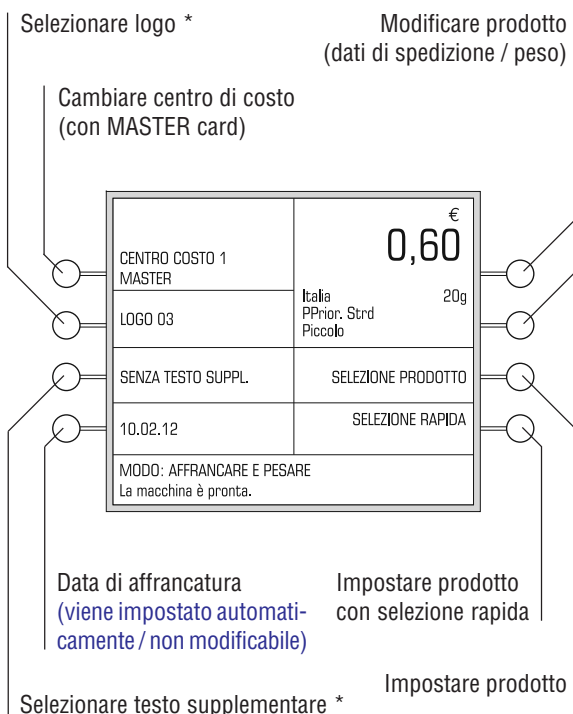 Selezionare logo *
Modificare prodotto
(dati di spedizione / peso)
Cambiare centro di costo
(con MASTER card)
€
0,60
CENTRO COSTO 1
MASTER
Italia 20g
PPrior. Strd
Piccolo
LOGO 03
SENZA TESTO SUPPL.
SELEZIONE PRODOTTO
10.02.12
SELEZIONE RAPIDA
MODO: AFFRANCARE E PESARE
La macchina è pronta.
Data di affrancatura
(viene impostato automati-
camente / non modificabile)
Impostare prodotto
con selezione rapida
Impostare prodotto
Selezionare testo supplementare *